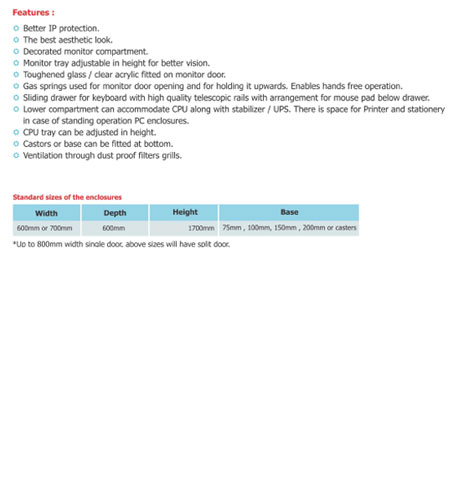 Features :
Better IP protection.
The best aesthetic look.
Decorated monitor compartment.
Monitor tray adjustable in height for better vision.
Toughened glass / clear acrylic fitted on monitor door.
Gas springs used for monitor door opening and for holding it upwards. Enables hands free operation.
Sliding drawer for keyboard with high quality telescopic rails with arrangement for mouse pad below drawer.
Lower compartment can accommodate CPU along with stabilizer / UPS. There is space for Printer and stationery
in case of standing operation PC enclosures.
CPU tray can be adjusted in height.
Castors or base can be fitted at bottom.
Ventilation through dust proof filters grills.
Standard sizes of the enclosures
Width Depth Height Base
600mm or 700mm 600mm 1700mm 75mm , 100mm, 150mm , 200mm or casters
*Up to 800mm width single door, above sizes will have split door.